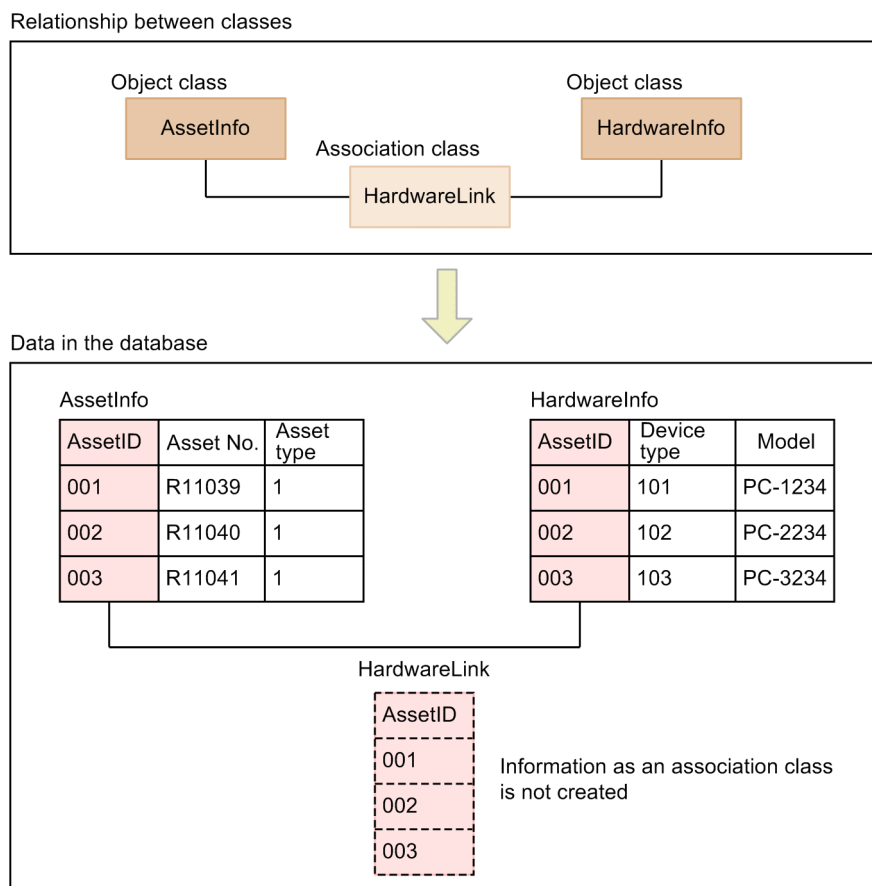 Relationship between classes
Object class
Object class
AssetInfo
HardwareInfo
Association class
HardwareLink
Data in the database
AssetInfo
AssetID Asset No. Asset type
001 R11039 1
002 R11040 1
003 R11041 1
HardwareInfo
AssetID Device type Model
001 101 PC-1234
002 102 PC-2234
003 103 PC-3234
HardwareLink
AssetID
001
002
003
Information as an association class
is not created